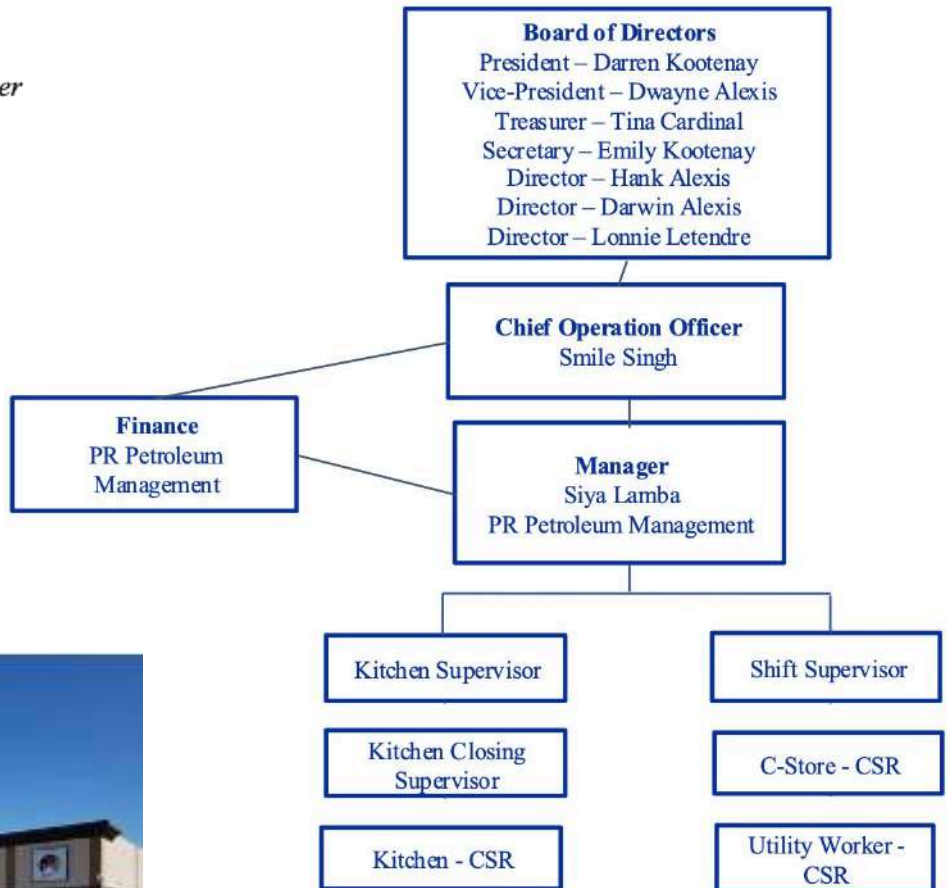 er
Board of Directors
President – Darren Kootenay
Vice-President – Dwayne Alexis
Treasurer – Tina Cardinal
Secretary – Emily Kootenay
Director – Hank Alexis
Director – Darwin Alexis
Director – Lonnie Letendre
Chief Operation Officer
Smile Singh
Finance
PR Petroleum
Management
Manager
Siya Lamba
PR Petroleum Management
Kitchen Supervisor
Shift Supervisor
Kitchen Closing
Supervisor
C-Store - CSR
Kitchen - CSR
Utility Worker -
CSR